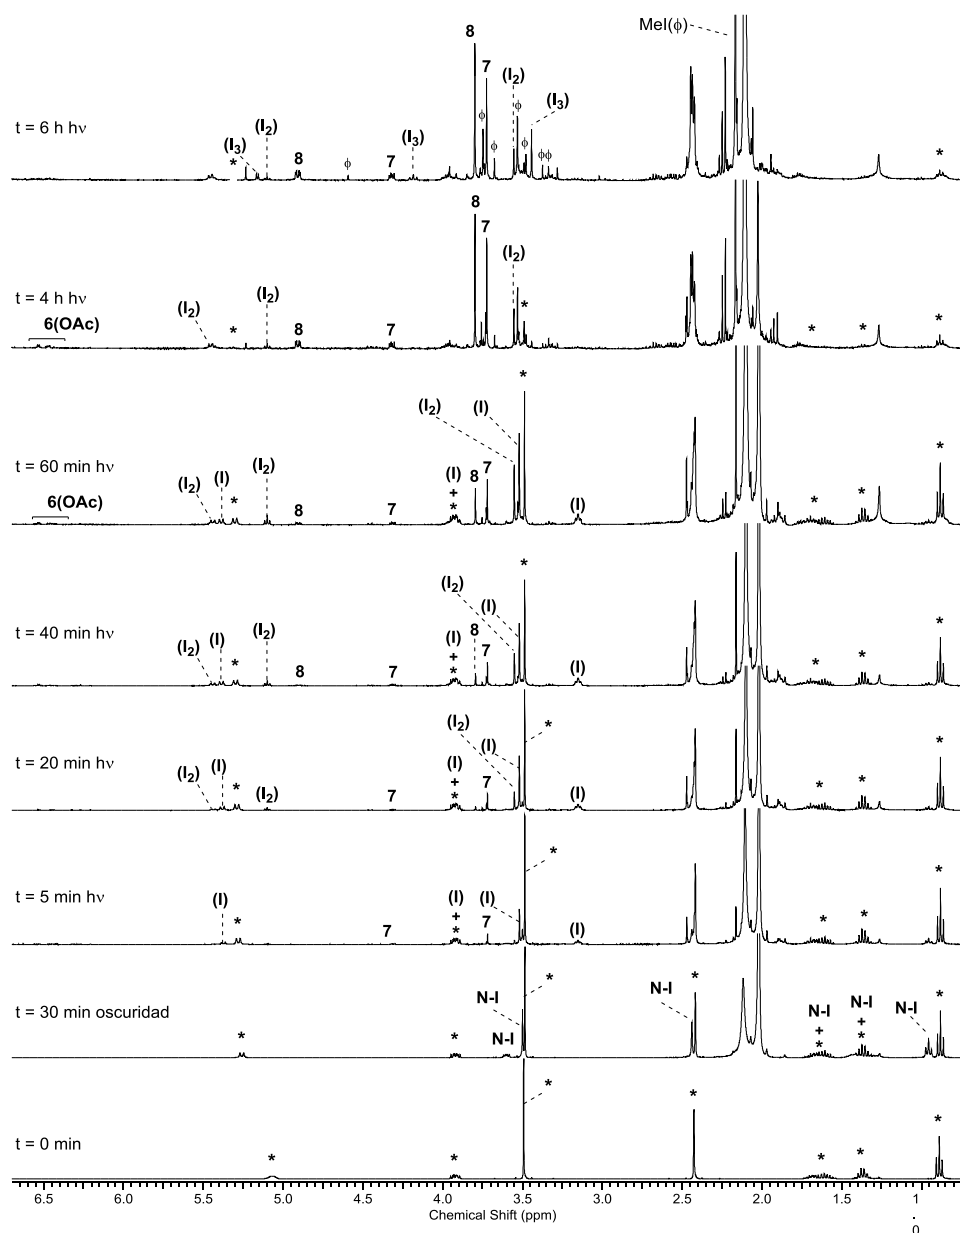 MeI(ϕ)
8
7
(I₂)
ϕ
ϕ
(I₃)
t = 6 h hν
(I₃)
*
(I₂)
8
ϕ
7
(I₃)
ϕ
ϕ
ϕϕ
*
8
7
(I₂)
t = 4 h hν
6(OAc)
(I₂)
*
(I₂)
8
7
*
*
*
*
*
(I₂)
(I)
t = 60 min hν
6(OAc)
(I₂)
(I)
*
(I₂)
8
7
(I)
+
*
8
7
(I)
*
*
*
*
(I₂)
(I)
t = 40 min hν
(I₂)
(I)
*
(I₂)
8
7
(I)
+
*
8
7
(I)
*
*
*
(I₂)
*
(I)
t = 20 min hν
(I₂)
(I)
*
(I₂)
7
(I)
+
*
7
(I)
*
*
*
*
t = 5 min hν
(I)
*
7
(I)
+
*
(I)
7
(I)
*
*
*
t = 30 min oscuridad
*
*
N-I
N-I
*
N-I
*
N-I
+
*
N-I
+
*
N-I
*
t = 0 min
*
*
*
*
*
*
*
6.5 6.0 5.5 5.0 4.5 4.0 3.5 3.0 2.5 2.0 1.5 1
.
0
Chemical Shift (ppm)